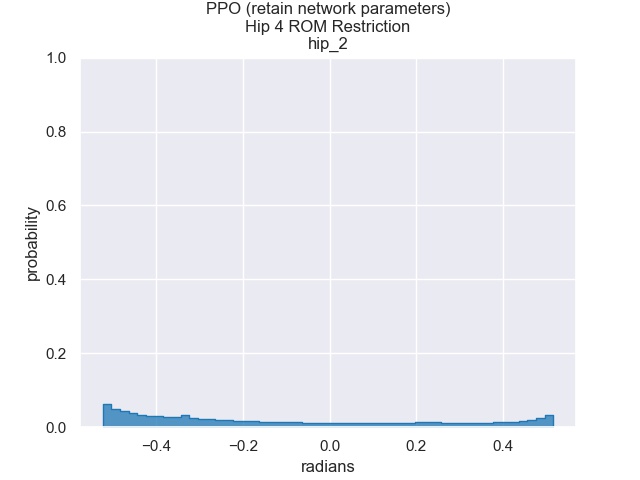 PPO (retain network parameters)
Hip 4 ROM Restriction
hip_2
1.0
0.8
0.6
0.4
0.2
0.0
probability
−0.4
−0.2
0.0
0.2
0.4
radians